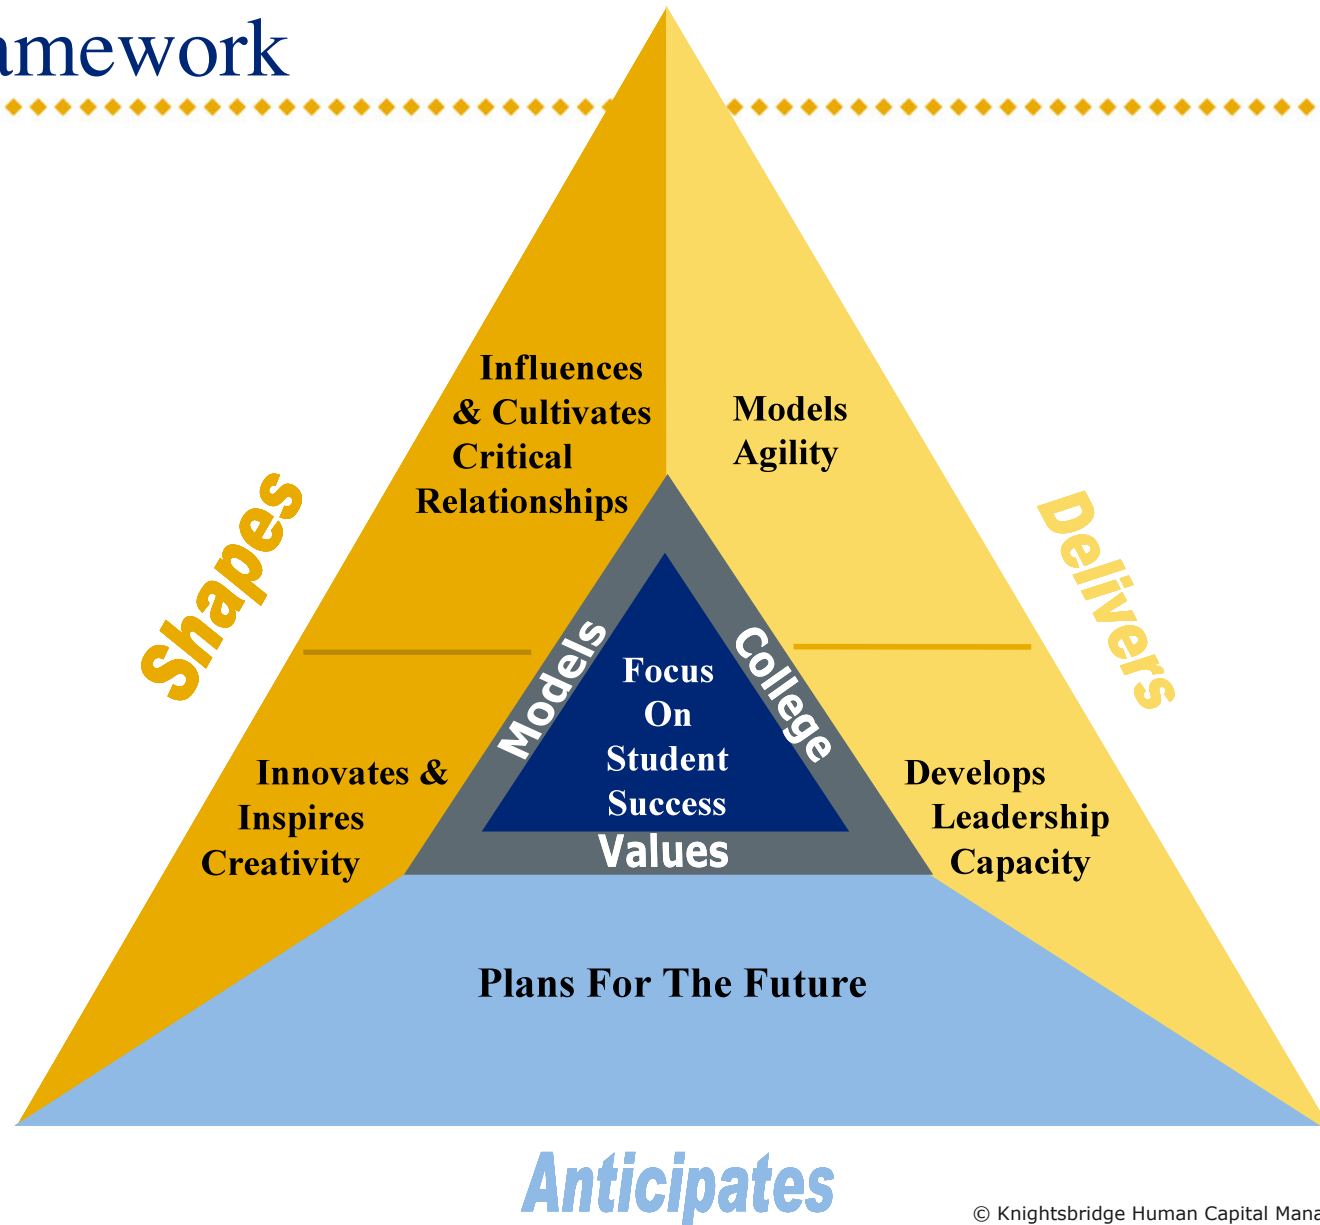 amework
Influences
& Cultivates
Critical
Relationships
Models
Agility
Shapes
Delivers
Models
College
Values
Focus
On
Student
Success
Innovates &
Inspires
Creativity
Develops
Leadership
Capacity
Plans For The Future
Anticipates
© Knightsbridge Human Capital Mana